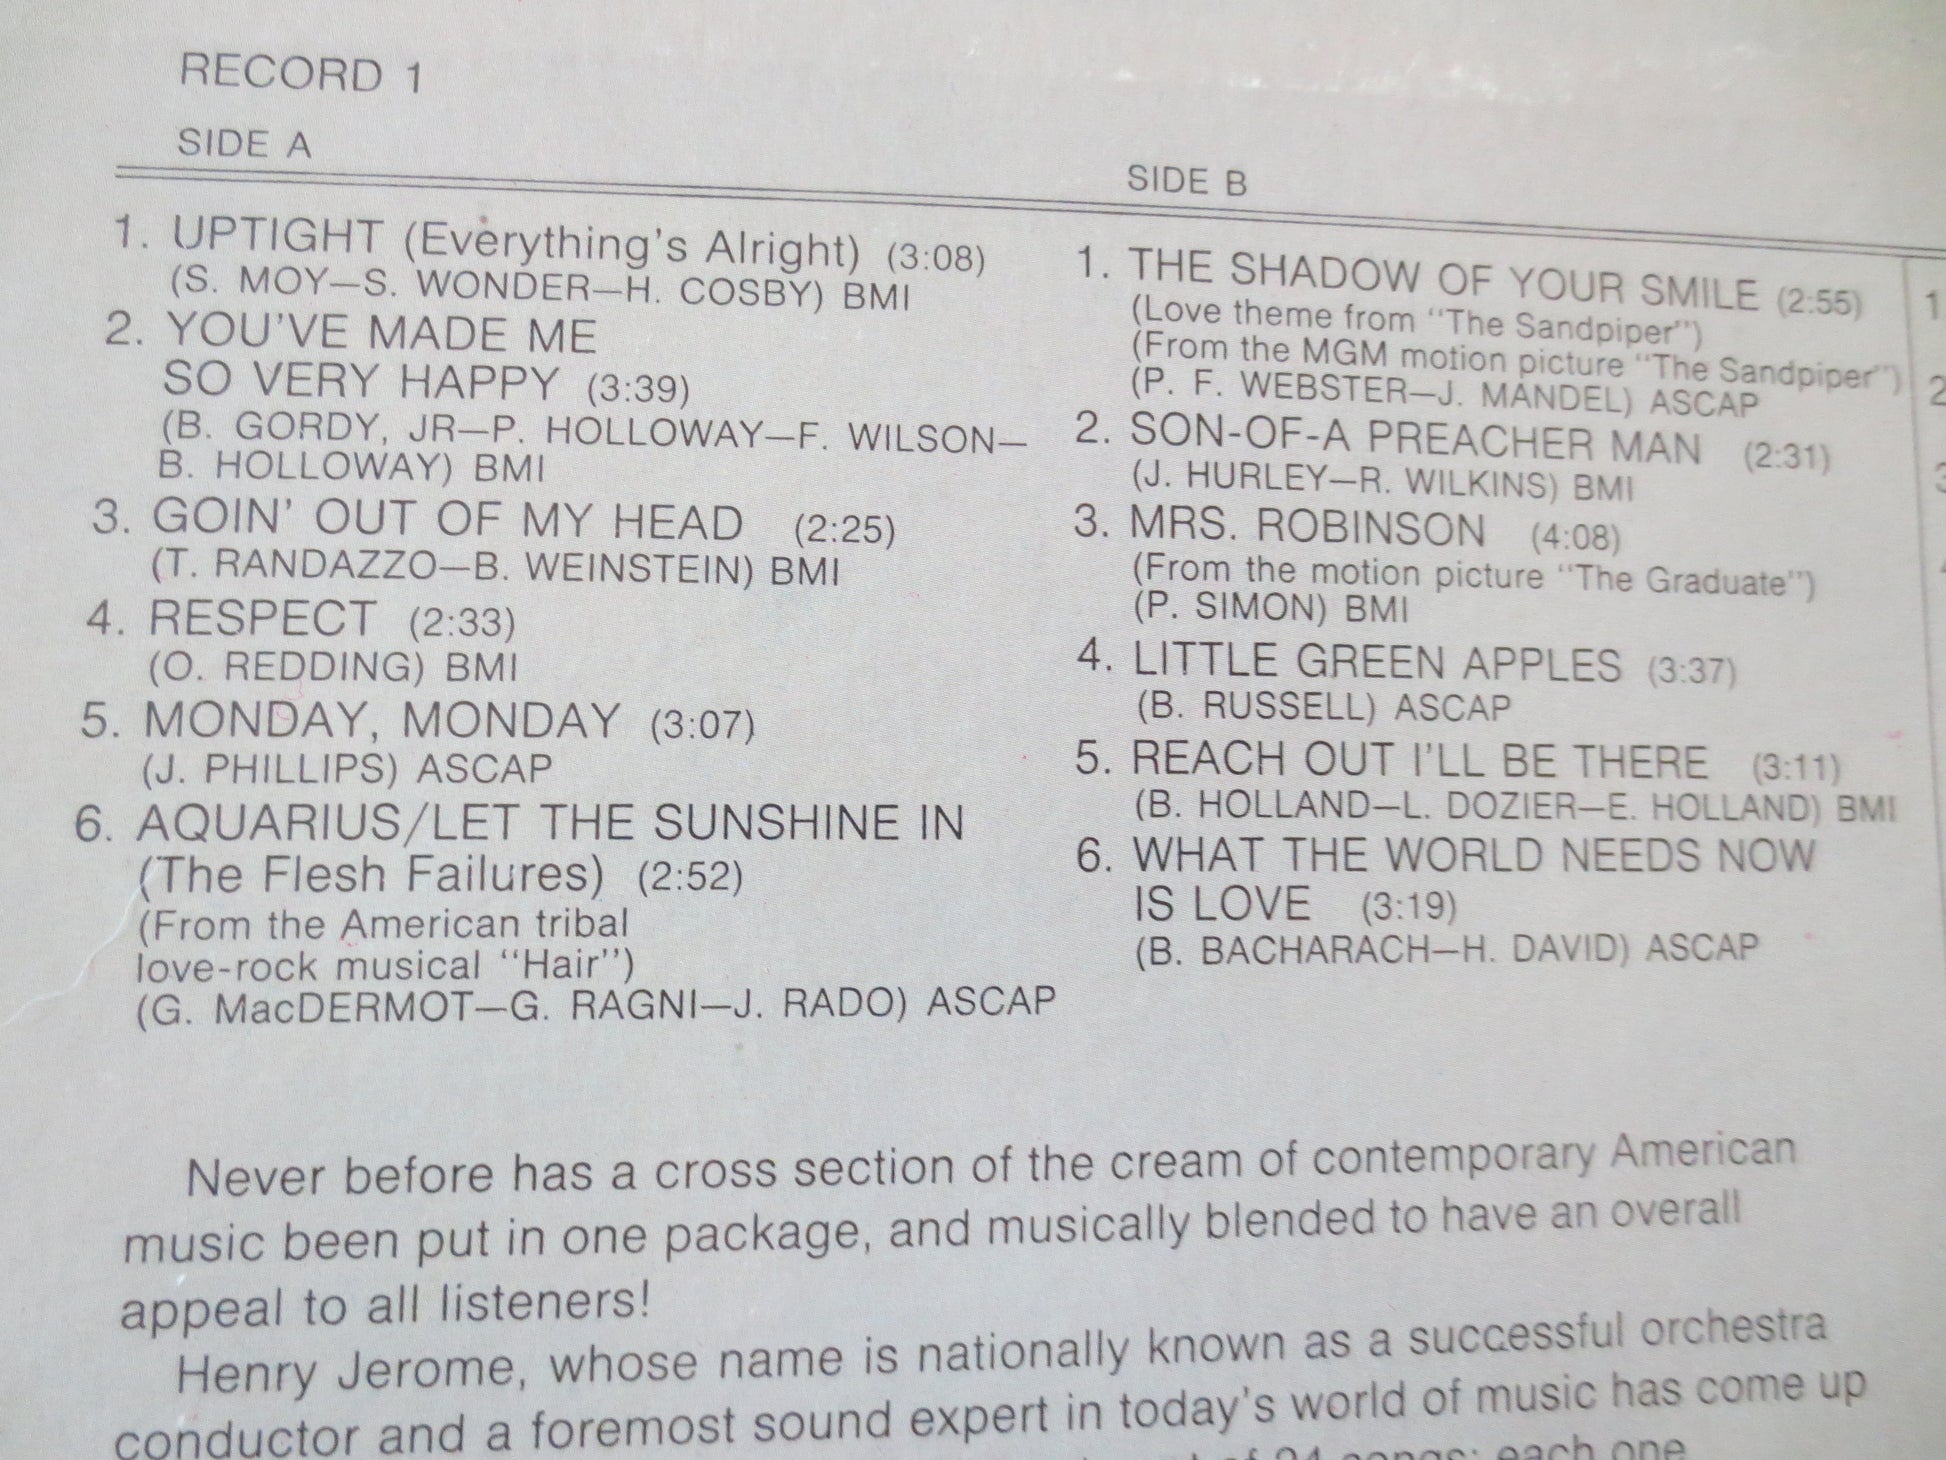 RECORD 1
SIDE A
1. UPTIGHT (Everything's Alright) (3:08)
(S. MOY—S. WONDER—H. COSBY) BMI
2. YOU'VE MADE ME
SO VERY HAPPY (3:39)
(B. GORDY, JR—P. HOLLOWAY—F. WILSON—
B. HOLLOWAY) BMI
3. GOIN' OUT OF MY HEAD (2:25)
(T. RANDAZZO—B. WEINSTEIN) BMI
4. RESPECT (2:33)
(O. REDDING) BMI
5. MONDAY, MONDAY (3:07)
(J. PHILLIPS) ASCAP
6. AQUARIUS/LET THE SUNSHINE IN
(The Flesh Failures) (2:52)
(From the American tribal
love-rock musical "Hair")
(G. MacDERMOT—G. RAGNI—J. RADO) ASCAP
SIDE B
1. THE SHADOW OF YOUR SMILE (2:55)
(Love theme from "The Sandpiper")
(From the MGM motion picture "The Sandpiper")
(P. F. WEBSTER—J. MANDEL) ASCAP
2. SON-OF-A PREACHER MAN (2:31)
(J. HURLEY—R. WILKINS) BMI
3. MRS. ROBINSON (4:08)
(From the motion picture "The Graduate")
(P. SIMON) BMI
4. LITTLE GREEN APPLES (3:37)
(B. RUSSELL) ASCAP
5. REACH OUT I'LL BE THERE (3:11)
(B. HOLLAND—L. DOZIER—E. HOLLAND) BMI
6. WHAT THE WORLD NEEDS NOW
IS LOVE (3:19)
(B. BACHARACH—H. DAVID) ASCAP
1
2
3
Never before has a cross section of the cream of contemporary American
music been put in one package, and musically blended to have an overall
appeal to all listeners!
Henry Jerome, whose name is nationally known as a successful orchestra
conductor and a foremost sound expert in today's world of music has come up
of 24 songs; each one